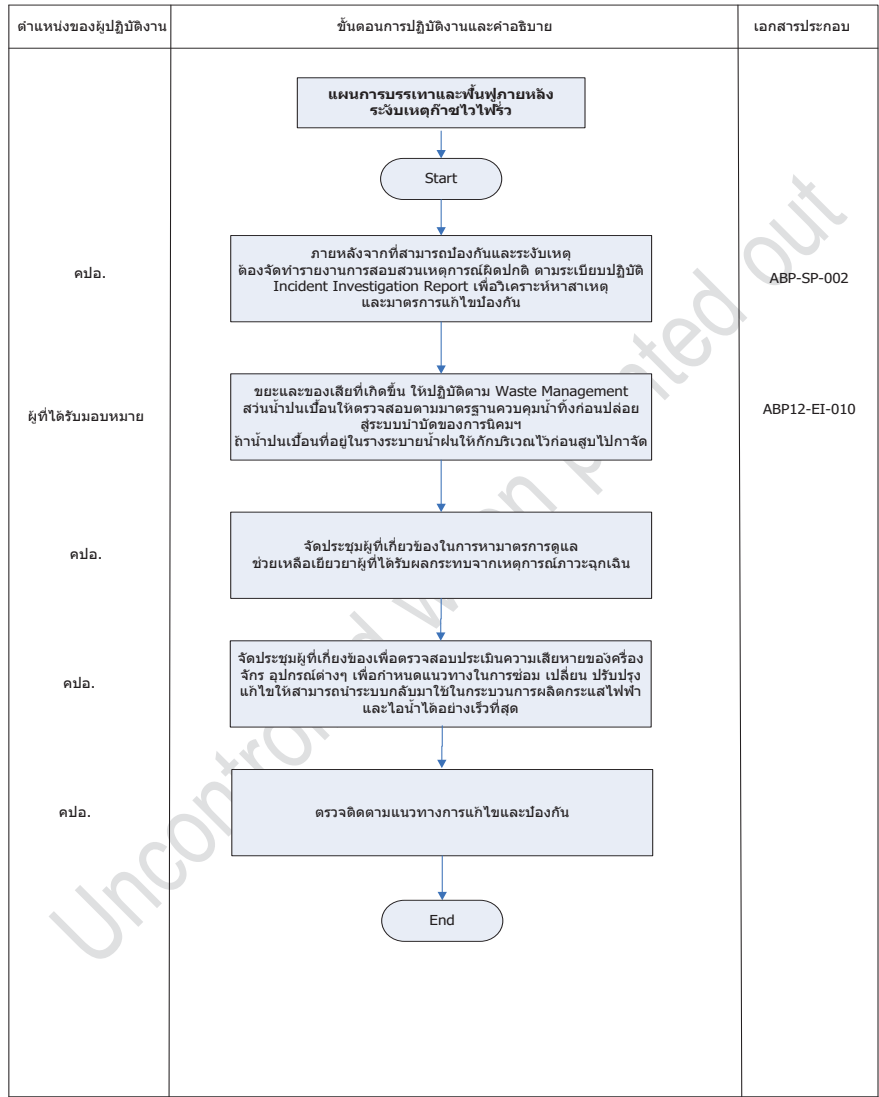 ตำแหน่งของผู้ปฏิบัติงาน
ขั้นตอนการปฏิบัติงานและคำอธิบาย
เอกสารประกอบ
แผนการบรรเทาและฟื้นฟูภายหลัง
ระงับเหตุก๊าซไวไฟรั่ว
Start
คปอ.
ภายหลังจากที่สามารถป้องกันและระงับเหตุ
ต้องจัดทำรายงานการสอบสวนเหตุการณ์ผิดปกติ ตามระเบียบปฏิบัติ
Incident Investigation Report เพื่อวิเคราะห์หาสาเหตุ
และมาตรการแก้ไขป้องกัน
ABP-SP-002
ผู้ที่ได้รับมอบหมาย
ขยะและของเสียที่เกิดขึ้น ให้ปฏิบัติตาม Waste Management
สว่นน้ำปนเปื้อนให้ตรวจสอบตามมาตรฐานควบคุมน้ำทิ้งก่อนปล่อย
สู่ระบบบำบัดของการนิคมฯ
ถ้าน้ำปนเปื้อนที่อยู่ในรางระบายน้ำฝนให้กักบริเวณไว้ก่อนสูบไปกาจัด
ABP12-EI-010
คปอ.
จัดประชุมผู้ที่เกี่ยวข้องในการหามาตรการดูแล
ช่วยเหลือเยียวยาผู้ที่ได้รับผลกระทบจากเหตุการณ์ภาวะฉุกเฉิน
คปอ.
จัดประชุมผู้ที่เกี่ยงข้องเพื่อตรวจสอบประเมินความเสียหายของเครื่อง
จักร อุปกรณ์ต่างๆ เพื่อกำหนดแนวทางในการซ่อม เปลี่ยน ปรับปรุง
แก้ไขให้สามารถนำระบบกลับมาใช้ในกระบวนการผลิตกระแสไฟฟ้า
และไอน้ำได้อย่างเร็วที่สุด
คปอ.
ตรวจติดตามแนวทางการแก้ไขและป้องกัน
End
Uncontrolled when printed out